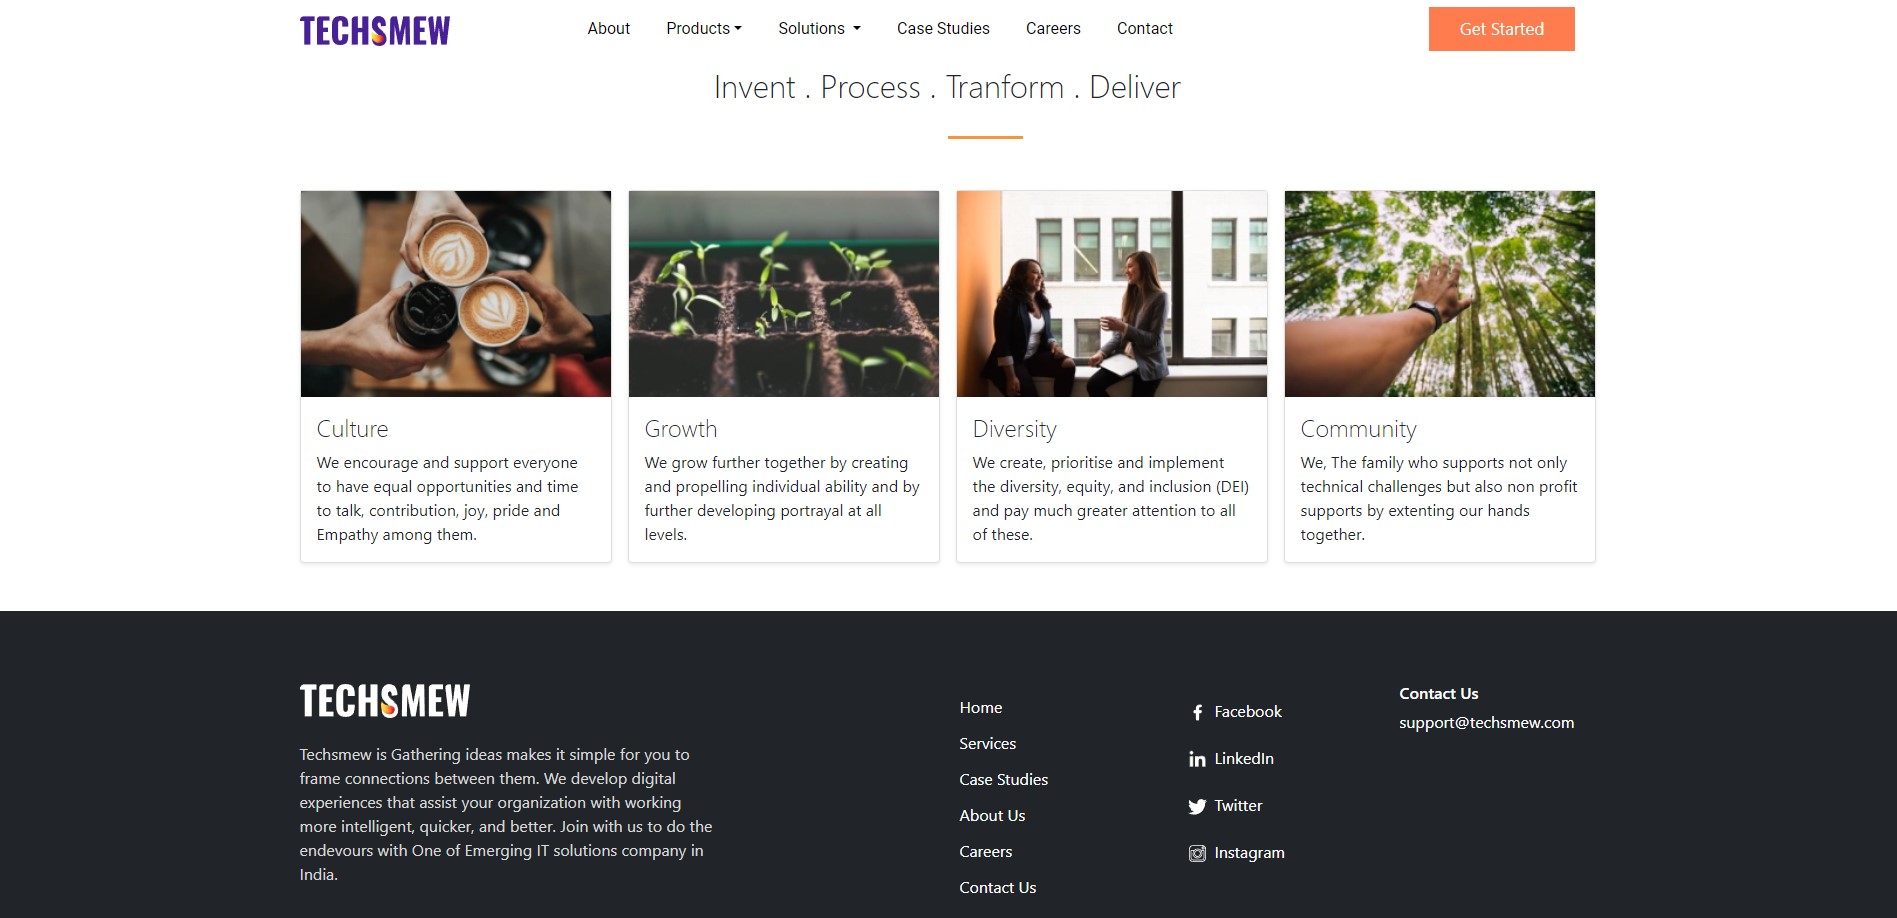 TECHSMEW
About Products Solutions Case Studies Careers Contact Get Started
Invent . Process . Tranform . Deliver
Culture
We encourage and support everyone
to have equal opportunities and time
to talk, contribution, joy, pride and
Empathy among them.
Growth
We grow further together by creating
and propelling individual ability and by
further developing portrayal at all
levels.
Diversity
We create, prioritise and implement
the diversity, equity, and inclusion (DEI)
and pay much greater attention to all
of these.
Community
We, The family who supports not only
technical challenges but also non profit
supports by extenting our hands
together.
TECHSMEW
Techsmew is Gathering ideas makes it simple for you to
frame connections between them. We develop digital
experiences that assist your organization with working
more intelligent, quicker, and better. Join with us to do the
endevours with One of Emerging IT solutions company in
India.
Home
Services
Case Studies
About Us
Careers
Contact Us
Facebook
LinkedIn
Twitter
Instagram
Contact Us
support@techsmew.com